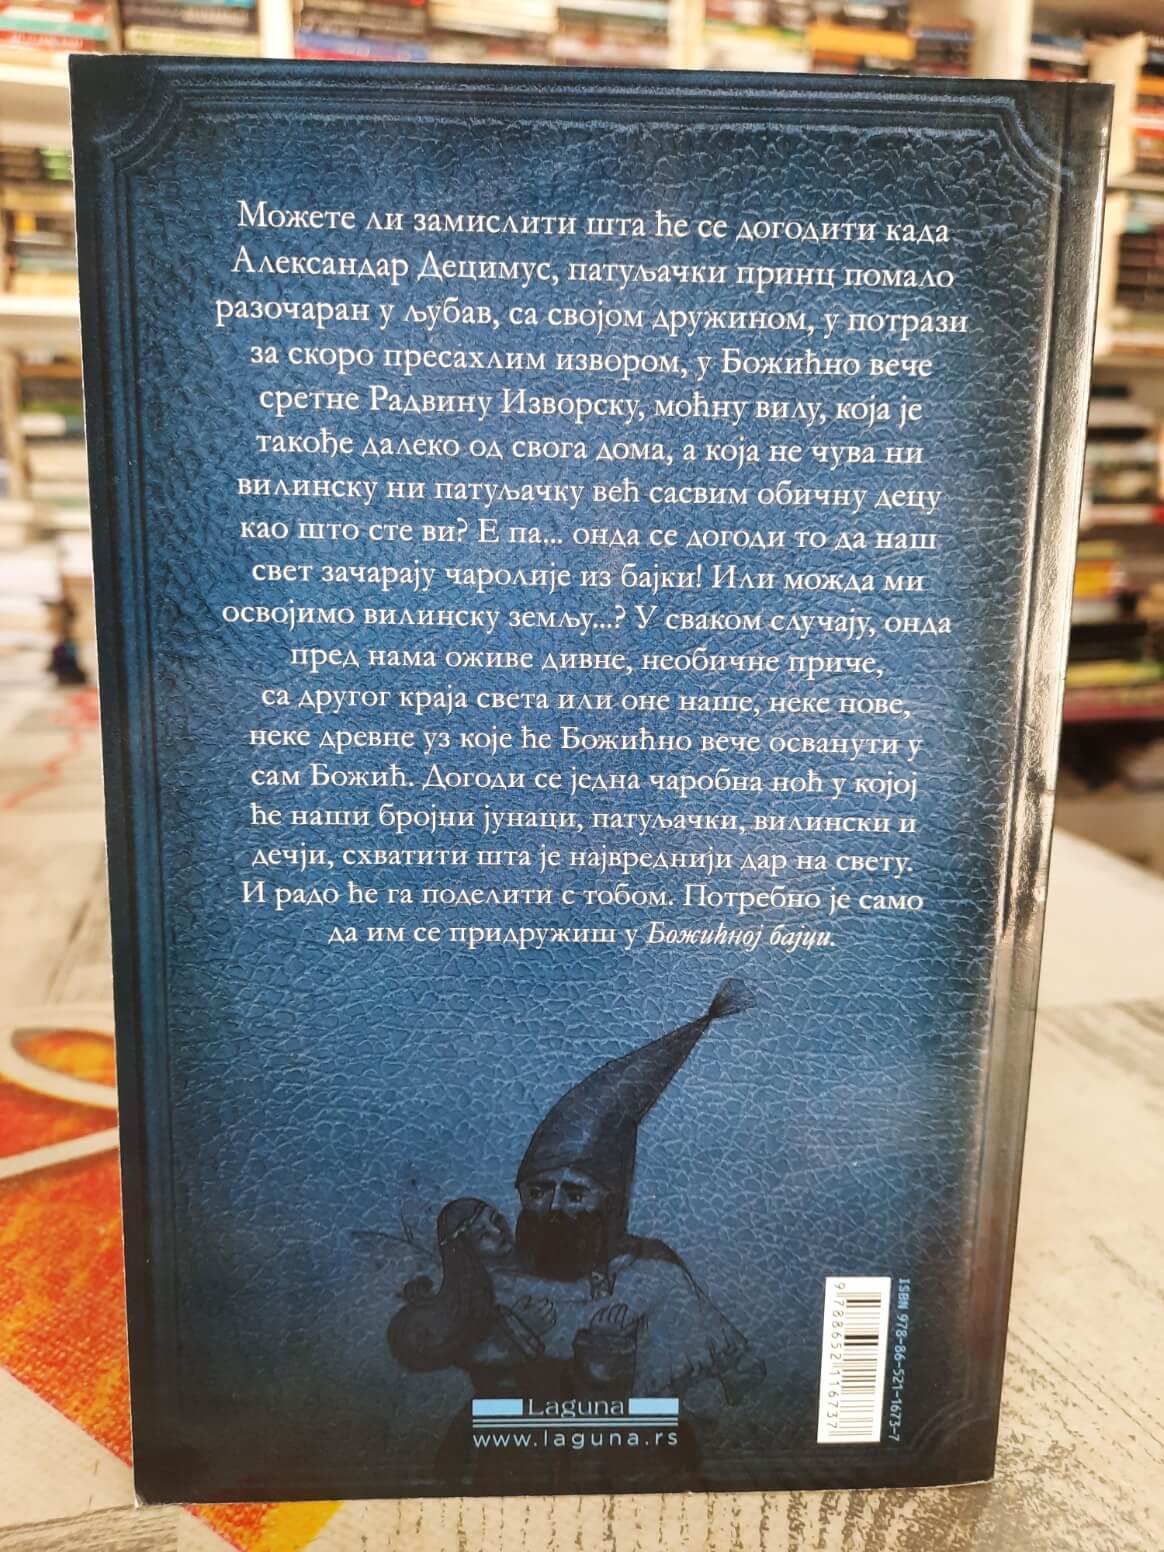 Можете ли замислити шта ће се догодити када
Александар Децимус, патуљачки принц помало
разочаран у љубав, са својом дружином, у потрази
за скоро пресахлим извором, у Божићно вече
сретне Радвину Изворску, моћну вилу, која је
такође далеко од свога дома, а која не чува ни
вилинску ни патуљачку већ сасвим обичну децу
као што сте ви? Е па... онда се догоди то да наш
свет зачарају чаролије из бајки! Или можда ми
освојимо вилинску земљу...? У сваком случају, онда
пред нама оживе дивне, необичне приче,
са другог краја света или оне наше, неке нове,
неке древне уз које ће Божићно вече осванути у
сам Божић. Догоди се једна чаробна ноћ у којој
ће наши бројни јунаци, патуљачки, вилински и
дечји, схватити шта је највреднији дар на свету.
И радо ће га поделити с тобом. Потребно је само
да им се придружиш у Божићној бајци.
ISBN 978-86-521-1673-7
9788652116737
Laguna
www.laguna.rs